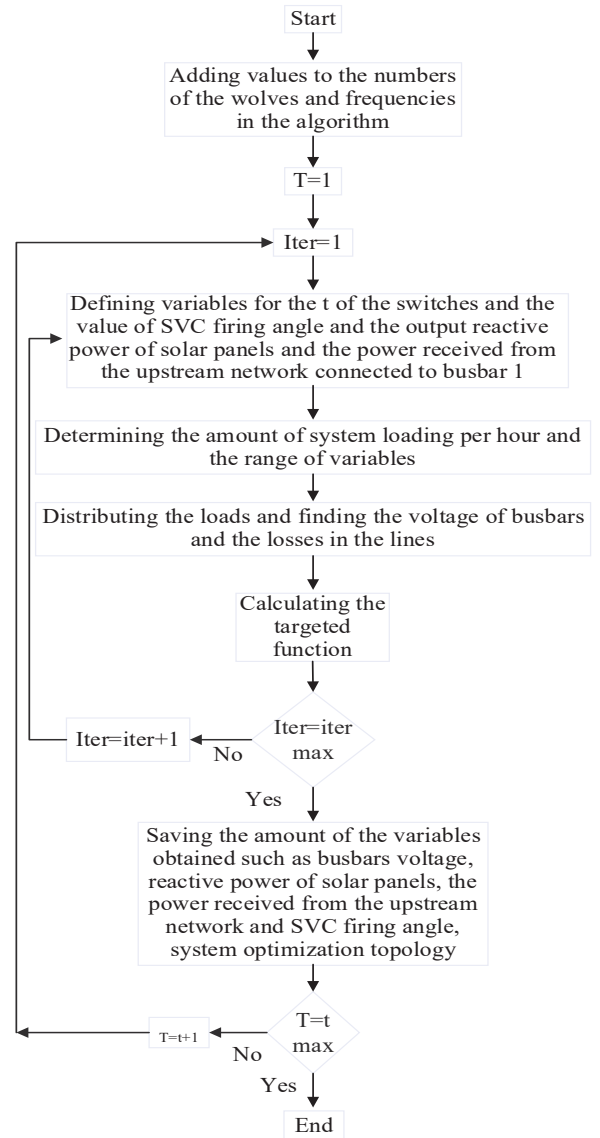 Start
Adding values to the numbers
of the wolves and frequencies
in the algorithm
T=1
Iter=1
Defining variables for the t of the switches and the
value of SVC firing angle and the output reactive
power of solar panels and the power received from
the upstream network connected to busbar 1
Determining the amount of system loading per hour and
the range of variables
Distributing the loads and finding the voltage of busbars
and the losses in the lines
Calculating the
targeted
function
Iter=iter
max
Iter=iter+1
No
Yes
Saving the amount of the variables
obtained such as busbars voltage,
reactive power of solar panels, the
power received from the upstream
network and SVC firing angle,
system optimization topology
T=t
max
T=t+1
No
Yes
End